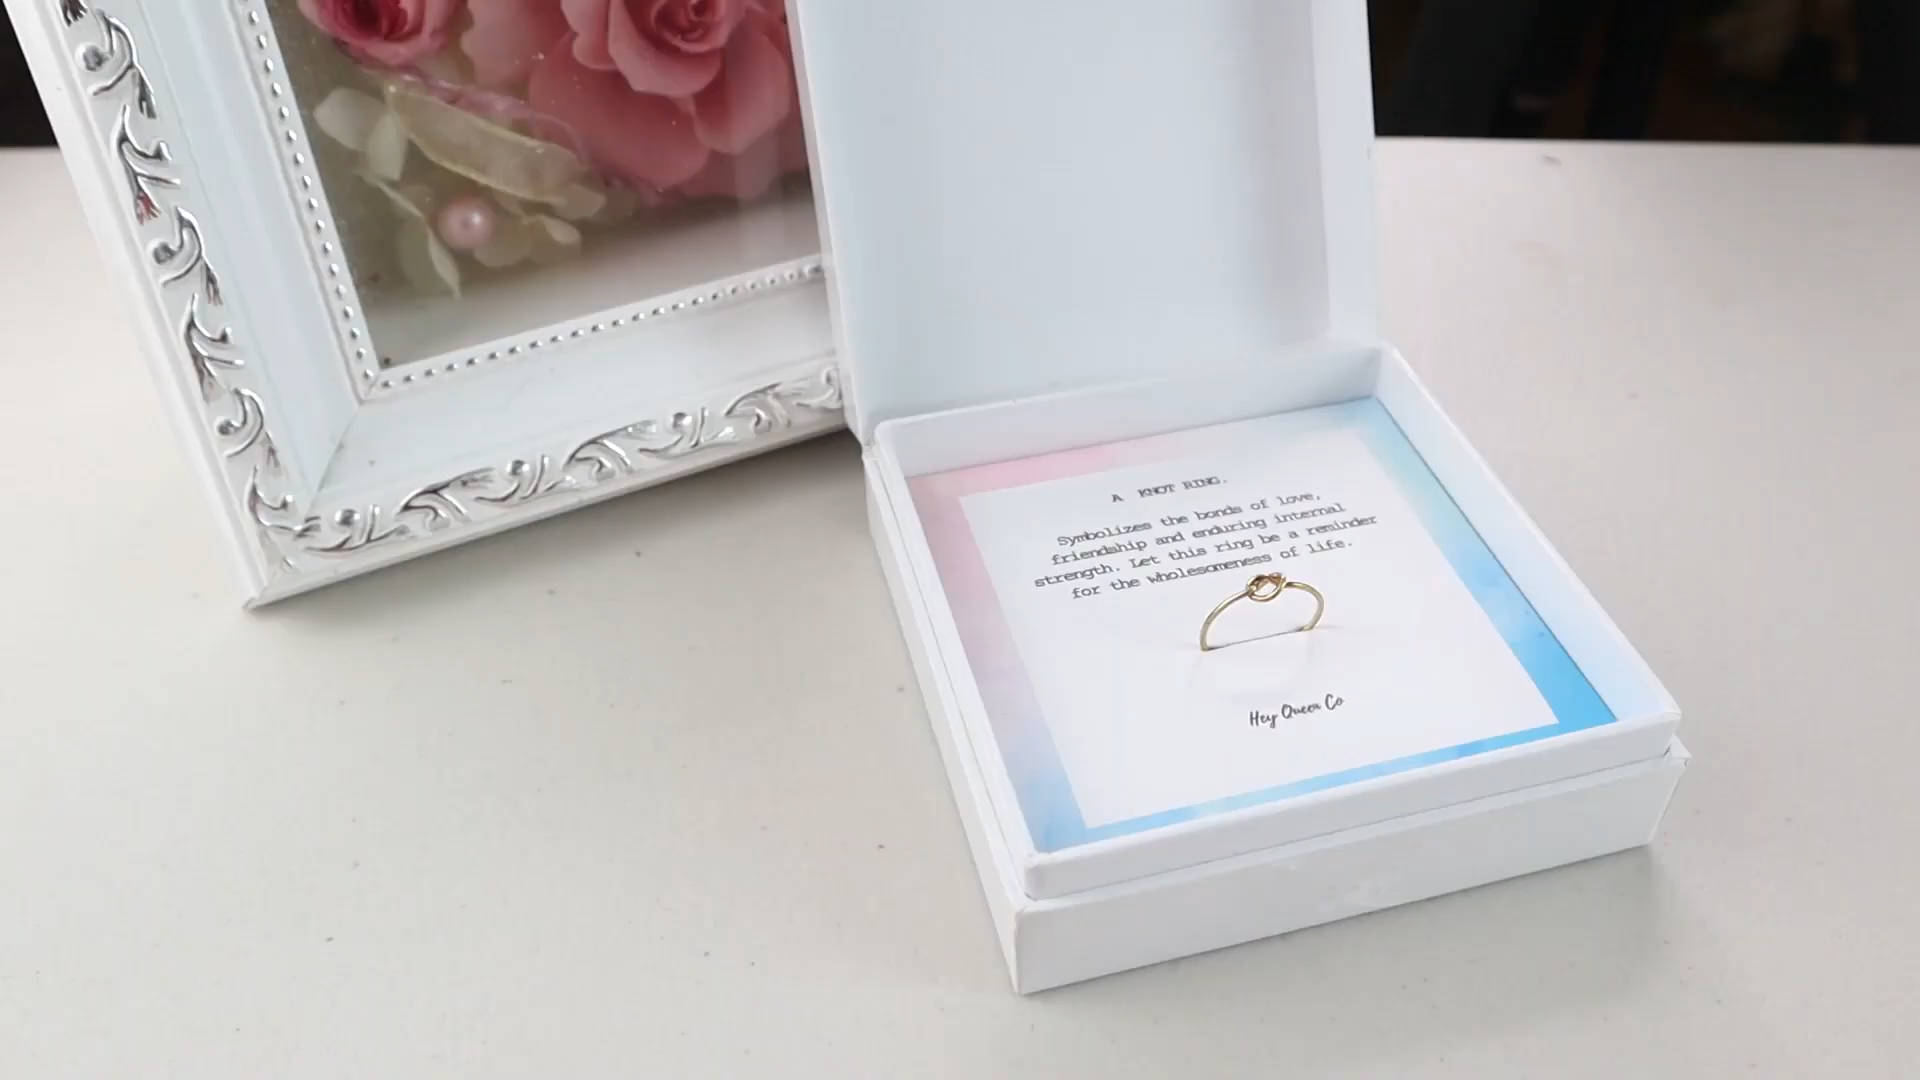 A KNOT RING.
Symbolizes the bonds of love,
friendship and enduring internal
strength. Let this ring be a reminder
for the wholesomeness of life.
Hey Queen Co